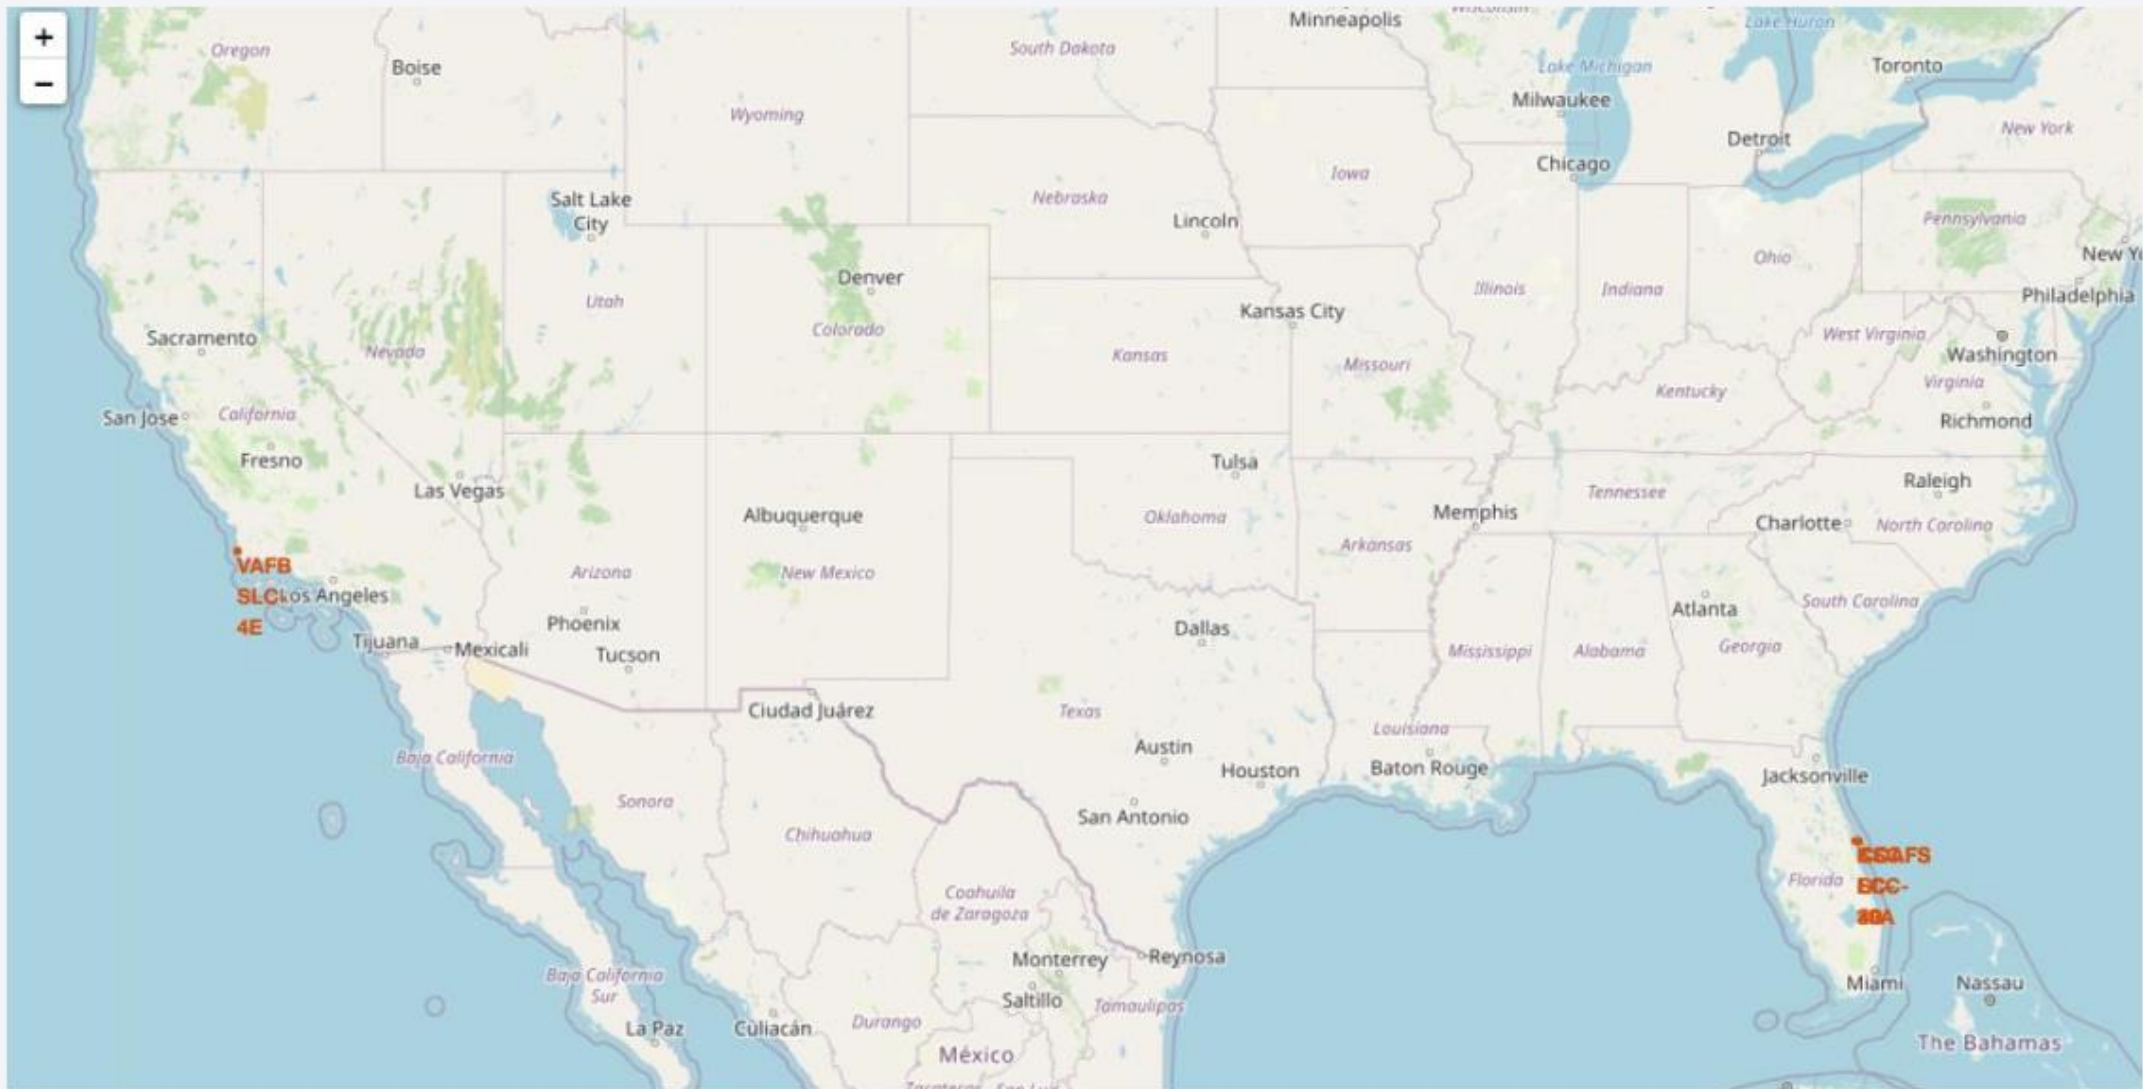 +
−
Oregon
Boise
South Dakota
Minneapolis
Wisconsin
Lake Huron
Toronto
Lake Michigan
Milwaukee
Wyoming
New York
Detroit
Chicago
Iowa
Salt Lake
City
Nebraska
Lincoln
Pennsylvania
Ohio
New Y
Denver
Utah
Illinois
Indiana
Philadelphia
Kansas City
Colorado
Sacramento
Nevada
Kansas
Missouri
West Virginia
Washington
Virginia
Kentucky
San Jose
California
Richmond
Fresno
Las Vegas
Tulsa
Raleigh
Tennessee
Albuquerque
Oklahoma
Memphis
Charlotte
North Carolina
Arkansas
VAFB
SLC
4E
Los Angeles
Arizona
New Mexico
Phoenix
Dallas
Atlanta
South Carolina
Tijuana
Mexicali
Tucson
Mississippi
Alabama
Georgia
Ciudad Juárez
Texas
Louisiana
Baja California
Austin
Houston
Baton Rouge
Jacksonville
Sonora
San Antonio
Chihuahua
Florida
Coahuila
de Zaragoza
Monterrey
Reynosa
Baja California
Sur
Saltillo
Tamaulipas
Miami
Nassau
La Paz
Culiacán
Durango
México
The Bahamas